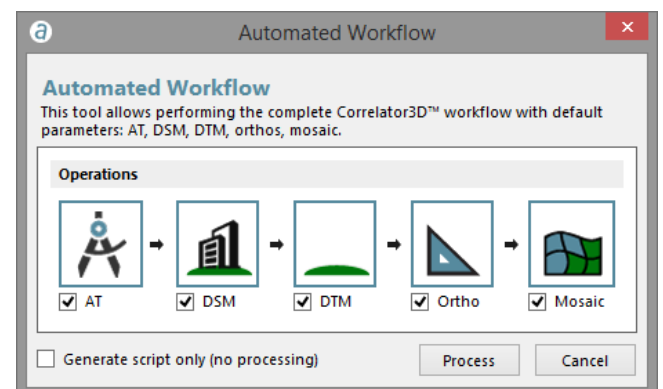 Automated Workflow
Automated Workflow
This tool allows performing the complete Correlator3D™ workflow with default
parameters: AT, DSM, DTM, orthos, mosaic.
Operations
AT
DSM
DTM
Ortho
Mosaic
Generate script only (no processing)
Process
Cancel